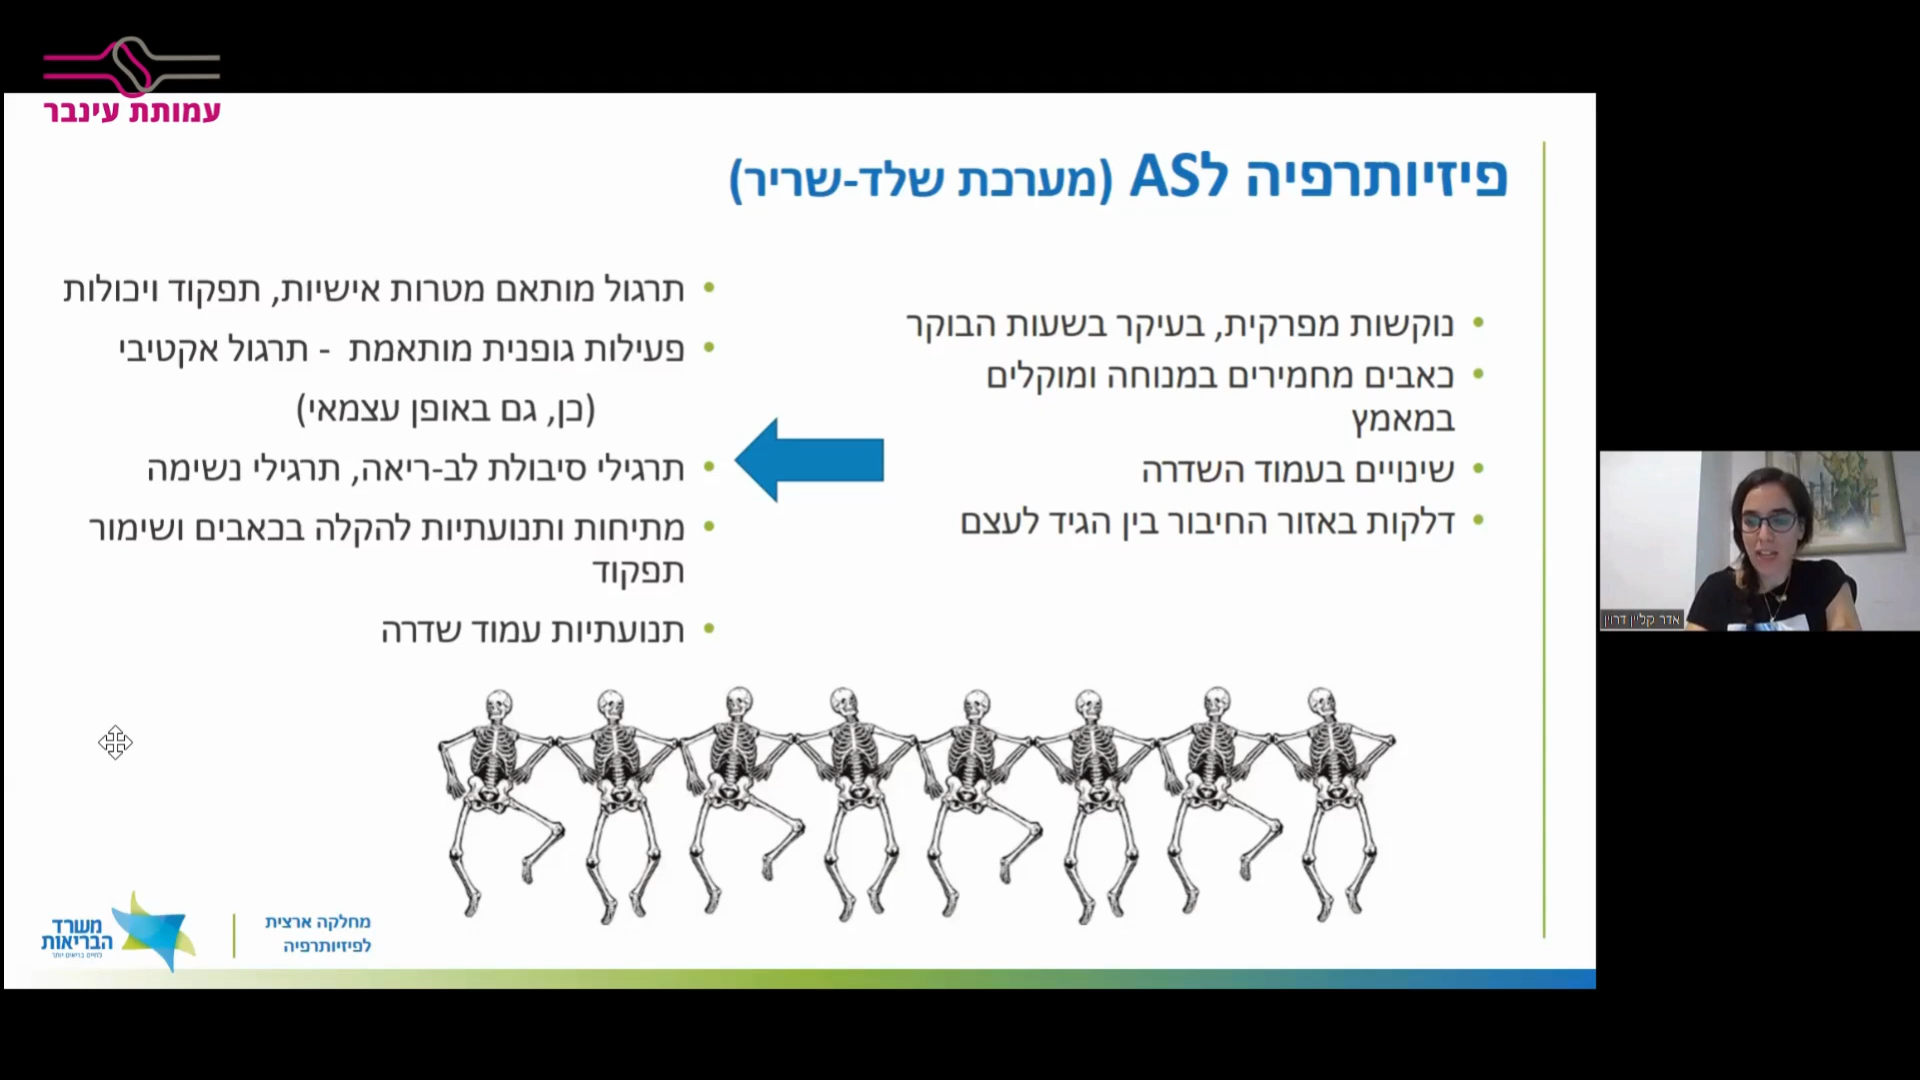 עמותת עינבר
פיזיותרפיה לAS (מערכת שלד-שריר)
• נוקשות מפרקית, בעיקר בשעות הבוקר
• כאבים מחמירים במנוחה ומוקלים
במאמץ
• שינויים בעמוד השדרה
• דלקות באזור החיבור בין הגיד לעצם
• תרגול מותאם מטרות אישיות, תפקוד ויכולות
• פעילות גופנית מותאמת - תרגול אקטיבי
(כן, גם באופן עצמאי)
• תרגילי סיבולת לב-ריאה, תרגילי נשימה
• מתיחות ותנועתיות להקלה בכאבים ושימור
תפקוד
• תנועתיות עמוד שדרה
אדר קליין דרוין
מחלקה ארצית
לפיזיותרפיה
משרד
הבריאות
לחיים בריאים יותר